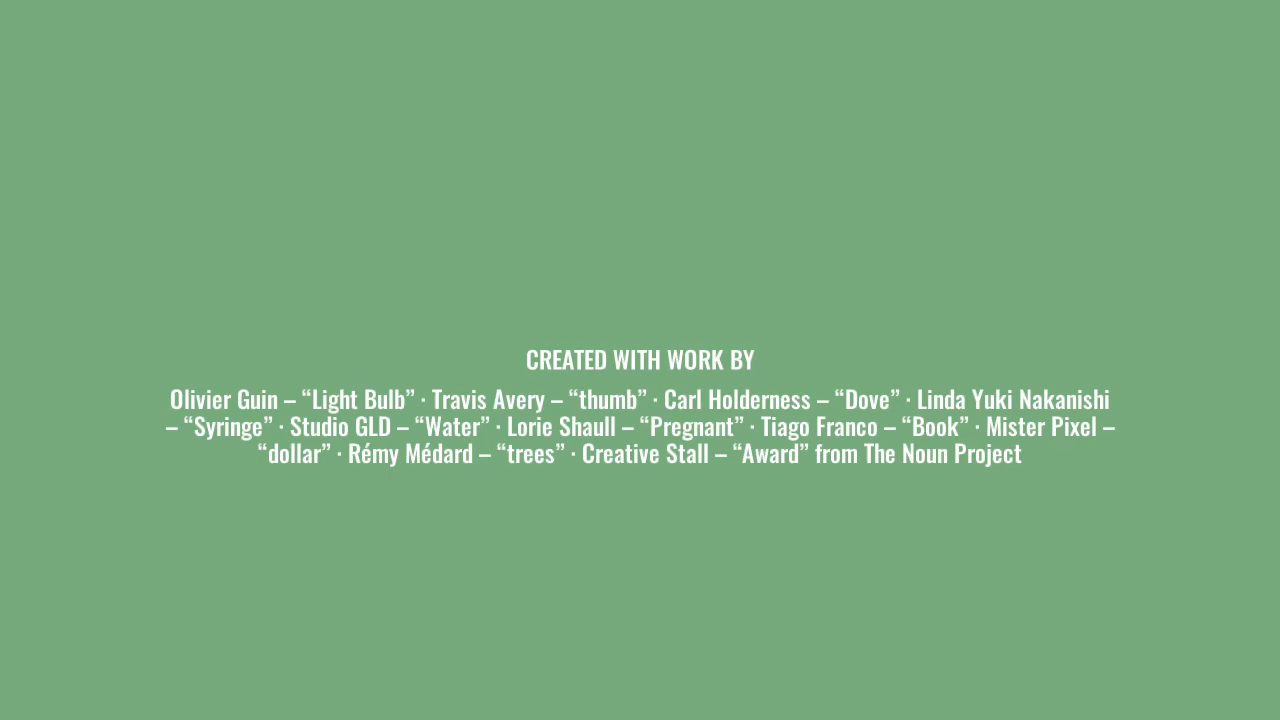 CREATED WITH WORK BY
Olivier Guin – “Light Bulb” · Travis Avery – “thumb” · Carl Holderness – “Dove” · Linda Yuki Nakanishi
– “Syringe” · Studio GLD – “Water” · Lorie Shaull – “Pregnant” · Tiago Franco – “Book” · Mister Pixel –
“dollar” · Rémy Médard – “trees” · Creative Stall – “Award” from The Noun Project